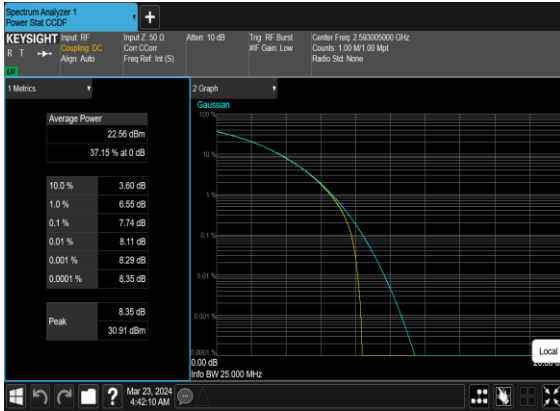 Spectrum Analyzer 1
Power Stat CCDF
+
KEYSIGHT
R T
LV
Input: RF
Coupling: DC
Align: Auto
Input Z: 50 Ω
Corr CCorr
Freq Ref: Int (S)
Atten: 10 dB
Trig: RF Burst
#IF Gain: Low
Center Freq: 2.593005000 GHz
Counts: 1.00 M/1.00 Mpt
Radio Std: None
1 Metrics
Average Power
22.56 dBm
37.15 % at 0 dB
10.0 % 3.60 dB
1.0 % 6.55 dB
0.1 % 7.74 dB
0.01 % 8.11 dB
0.001 % 8.29 dB
0.0001 % 8.35 dB
Peak
8.35 dB
30.91 dBm
2 Graph
Gaussian
100 %
10 %
1 %
0.1 %
0.01 %
0.001 %
0.0001 %
0.00 dB
Info BW 25.000 MHz
Local
?
Mar 23, 2024
4:42:10 AM